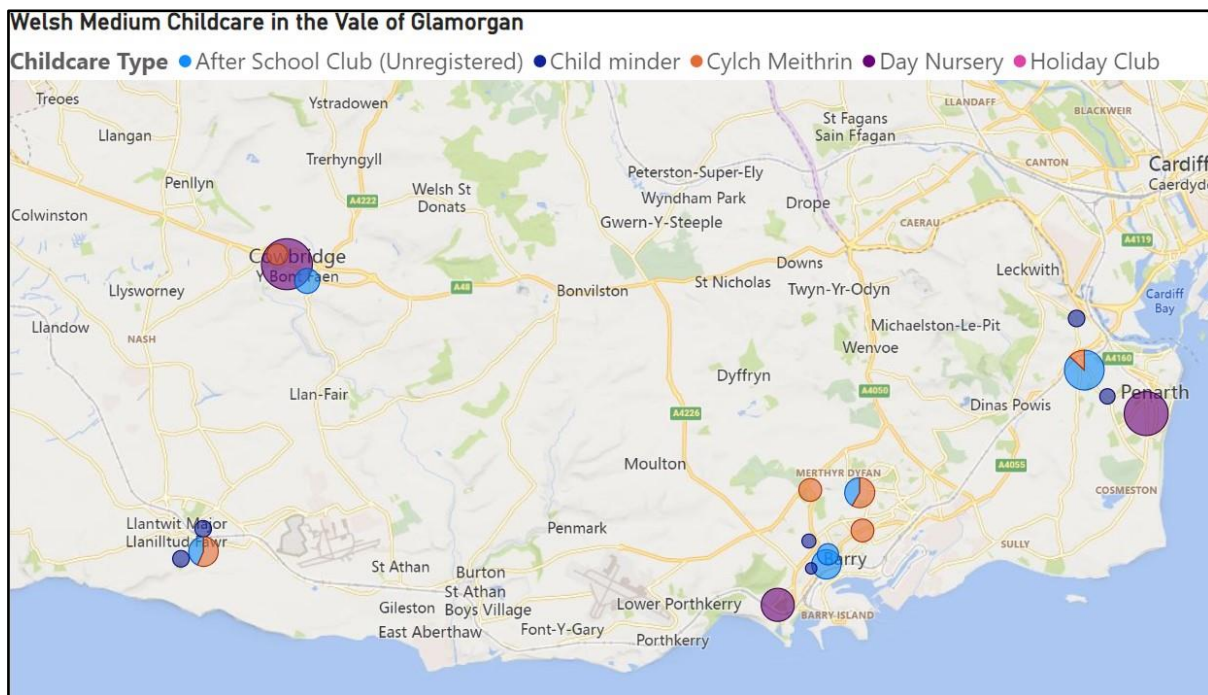 Welsh Medium Childcare in the Vale of Glamorgan
Childcare Type After School Club (Unregistered) Child minder Cylch Meithrin Day Nursery Holiday Club
Treoes
Ystradowen
LLANDAFF
BLACKWEIR
Llangan
St Fagans
Sain Ffagan
Trerhyngyll
CANTON
Cardiff
Caerdydd
Penllyn
Peterston-Super-Ely
Welsh St
Donats
A4222
Wyndham Park
Drope
Colwinston
Gwern-Y-Steeple
CAERAU
A4119
Cowbridge
Y Bont Faen
Downs
Leckwith
Llysworney
A48
Bonvilston
St Nicholas
Twyn-Yr-Odyn
Cardiff
Bay
Llandow
NASH
Michaelston-Le-Pit
Wenvoe
A4160
Dyffryn
Llan-Fair
A4050
Penarth
Dinas Powis
A4226
Moulton
MERTHYR DYFAN
A4055
COSMESTON
Llantwit Major
Llanilltud Fawr
Penmark
SULLY
Barry
St Athan
Burton
St Athan
Boys Village
Gileston
Lower Porthkerry
BARRY-ISLAND
East Aberthaw
Font-Y-Gary
Porthkerry